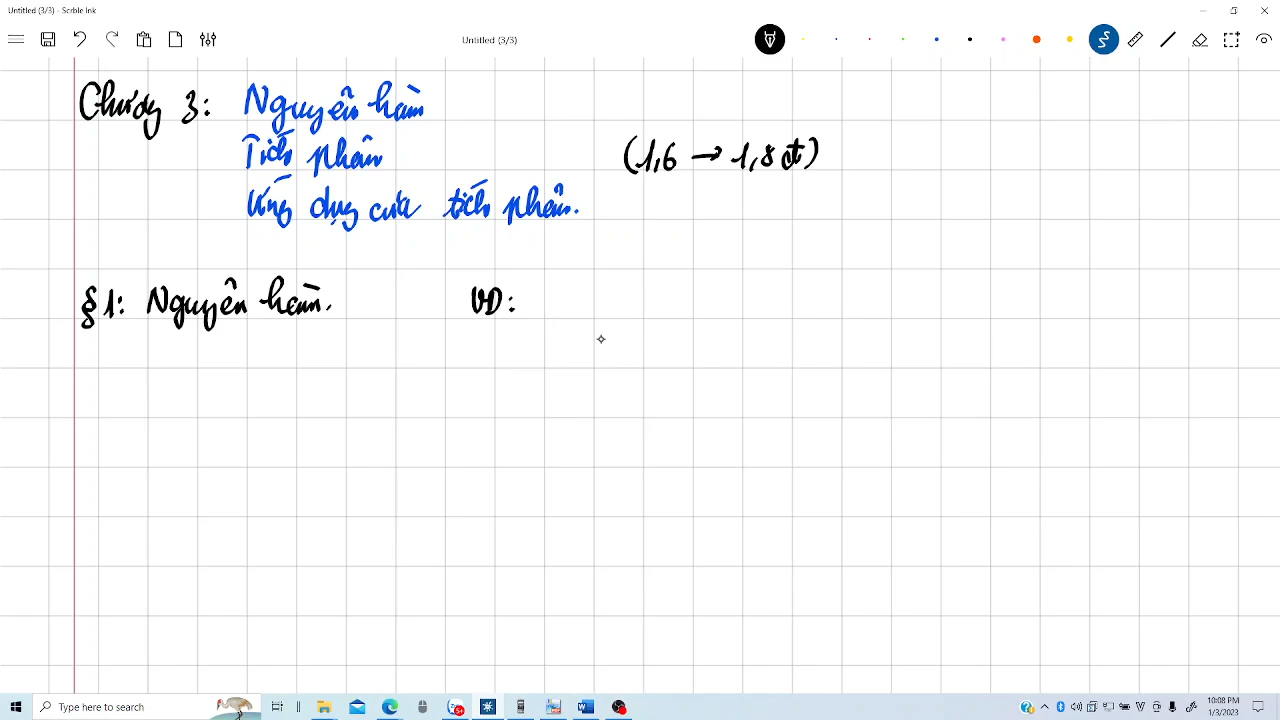 Untitled (3/3) - Scrble Ink
Untitled (3/3)
Chương 3: Nguyên hàm
Tích phân
(1,6 → 1,8 đ)
Ứng dụng của tích phân.
§1: Nguyên hàm.
VD:
Type here to search
10:08 PM
1/3/2023